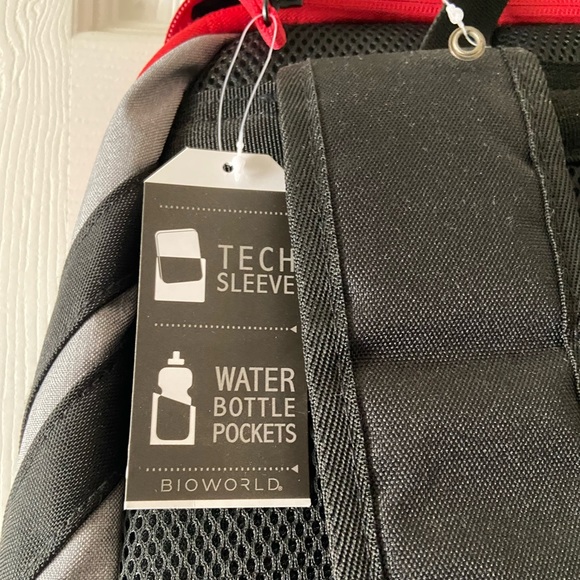 TECH
SLEEVE
WATER
BOTTLE
POCKETS
BIOWORLD®